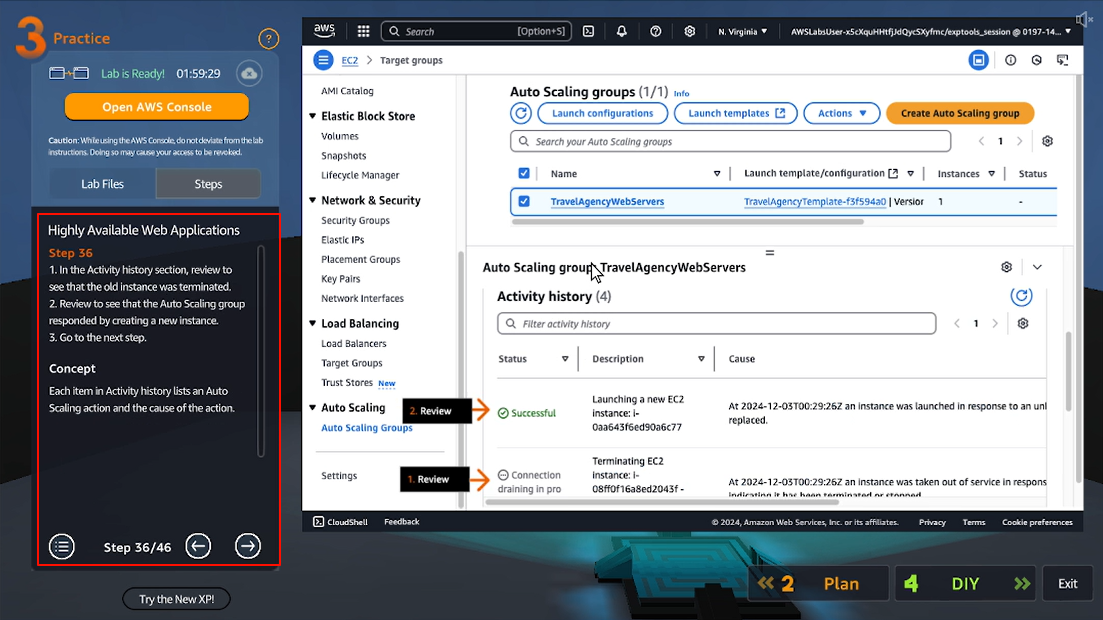 3 Practice
?
Lab is Ready! 01:59:29
Open AWS Console
Caution: While using the AWS Console, do not deviate from the lab
instructions. Doing so may cause your access to be revoked.
Lab Files
Steps
Highly Available Web Applications
Step 36
1. In the Activity history section, review to
see that the old instance was terminated.
2. Review to see that the Auto Scaling group
responded by creating a new instance.
3. Go to the next step.
Concept
Each item in Activity history lists an Auto
Scaling action and the cause of the action.
Step 36/46
Try the New XP!
aws
Search [Option+S]
N. Virginia
AWSLabsUser-x5cXquHHtfjJdQycSXyfmc/exptools_session @ 0197-14...
EC2 > Target groups
AMI Catalog
Elastic Block Store
Volumes
Snapshots
Lifecycle Manager
Network & Security
Security Groups
Elastic IPs
Placement Groups
Key Pairs
Network Interfaces
Load Balancing
Load Balancers
Target Groups
Trust Stores New
Auto Scaling
Auto Scaling Groups
Settings
Auto Scaling groups (1/1) Info
Launch configurations
Launch templates
Actions
Create Auto Scaling group
Search your Auto Scaling groups
1
Name
Launch template/configuration
Instances
Status
TravelAgencyWebServers
TravelAgencyTemplate-f3f594a0 | Version
1
-
Auto Scaling group: TravelAgencyWebServers
Activity history (4)
Filter activity history
1
Status
Description
Cause
2. Review
Successful
Launching a new EC2
instance: i-
0aa643f6ed90a6c77
At 2024-12-03T00:29:26Z an instance was launched in response to an unh
replaced.
1. Review
Connection
draining in pro
Terminating EC2
instance: i-
08ff0f16a8ed2043f -
At 2024-12-03T00:29:26Z an instance was taken out of service in respons
indicating it has been terminated or stopped.
CloudShell
Feedback
© 2024, Amazon Web Services, Inc. or its affiliates.
Privacy
Terms
Cookie preferences
2 Plan
4 DIY
Exit